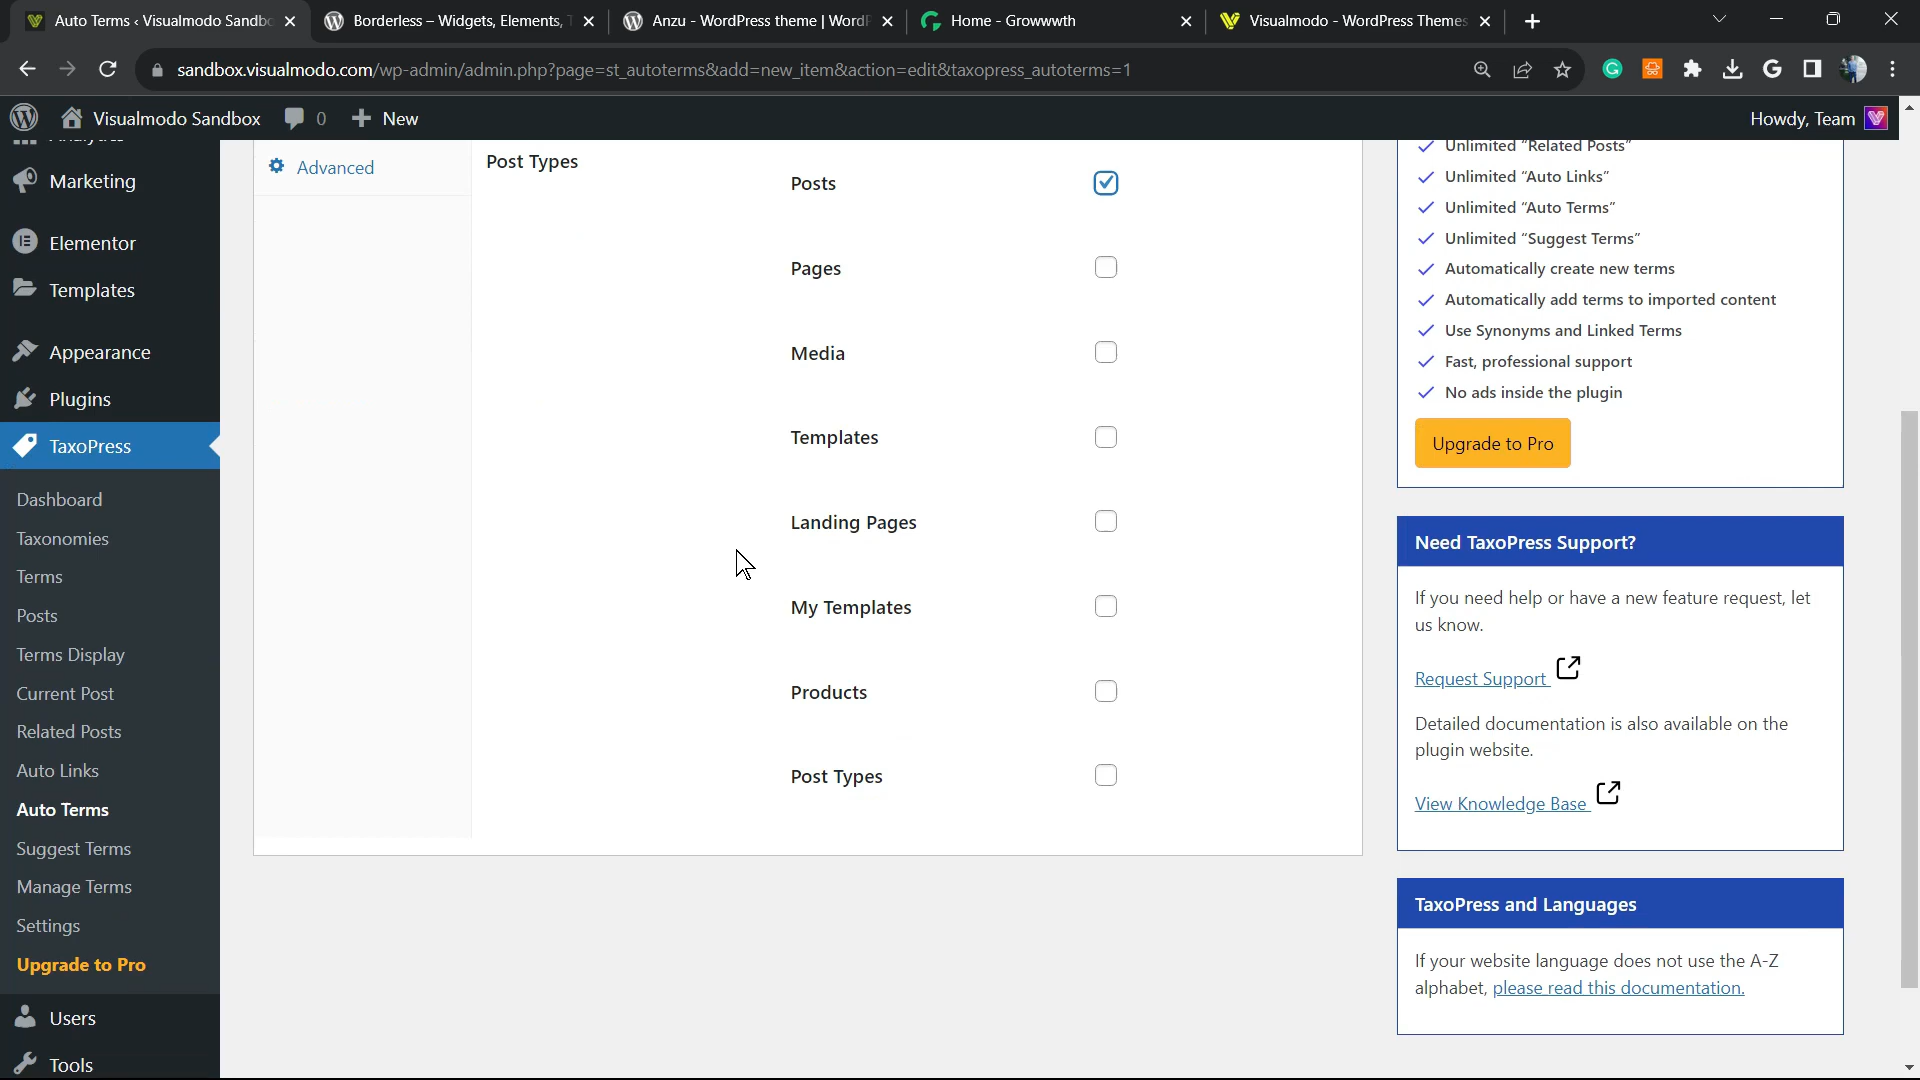 Auto Terms ‹ Visualmodo Sandb
Borderless – Widgets, Elements,
Anzu - WordPress theme | Word
Home - Growwwth
Visualmodo - WordPress Themes
sandbox.visualmodo.com/wp-admin/admin.php?page=st_autoterms&add=new_item&action=edit&taxopress_autoterms=1
Visualmodo Sandbox
0
New
Howdy, Team
Marketing
Elementor
Templates
Appearance
Plugins
TaxoPress
Dashboard
Taxonomies
Terms
Posts
Terms Display
Current Post
Related Posts
Auto Links
Auto Terms
Suggest Terms
Manage Terms
Settings
Upgrade to Pro
Users
Tools
Advanced
Post Types
Posts
Pages
Media
Templates
Landing Pages
My Templates
Products
Post Types
Unlimited “Related Posts”
Unlimited “Auto Links”
Unlimited “Auto Terms”
Unlimited “Suggest Terms”
Automatically create new terms
Automatically add terms to imported content
Use Synonyms and Linked Terms
Fast, professional support
No ads inside the plugin
Upgrade to Pro
Need TaxoPress Support?
If you need help or have a new feature request, let
us know.
Request Support
Detailed documentation is also available on the
plugin website.
View Knowledge Base
TaxoPress and Languages
If your website language does not use the A-Z
alphabet, please read this documentation.